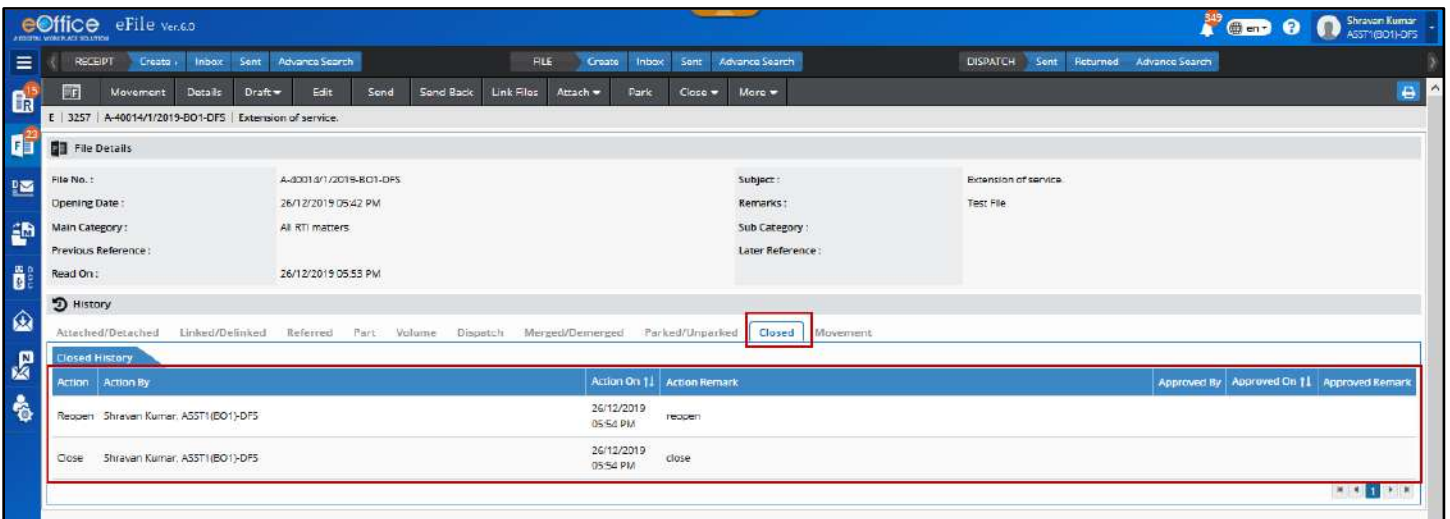 eOffice eFile Ver.6.0 349 en ? Shravan Kumar
A DIGITAL WORKPLACE SOLUTION ASST1(BO1)-DFS
RECEIPT Create Inbox Sent Advance Search FILE Create Inbox Sent Advance Search DISPATCH Sent Returned Advance Search
15 Movement Details Draft Edit Send Send Back Link Files Attach Park Close More
E | 3257 | A-40014/1/2019-BO1-DFS | Extension of service.
23 File Details
File No. : A-40014/1/2019-BO1-DFS Subject : Extension of service.
Opening Date : 26/12/2019 05:42 PM Remarks : Test File
Main Category : All RTI matters Sub Category :
Previous Reference : Later Reference :
Read On : 26/12/2019 05:53 PM
History
Attached/Detached Linked/Delinked Referred Part Volume Dispatch Merged/Demerged Parked/Unparked Closed Movement
Closed History
Action Action By Action On Action Remark Approved By Approved On Approved Remark
Reopen Shravan Kumar, ASST1(BO1)-DFS 26/12/2019 05:54 PM reopen
Close Shravan Kumar, ASST1(BO1)-DFS 26/12/2019 05:54 PM close
1